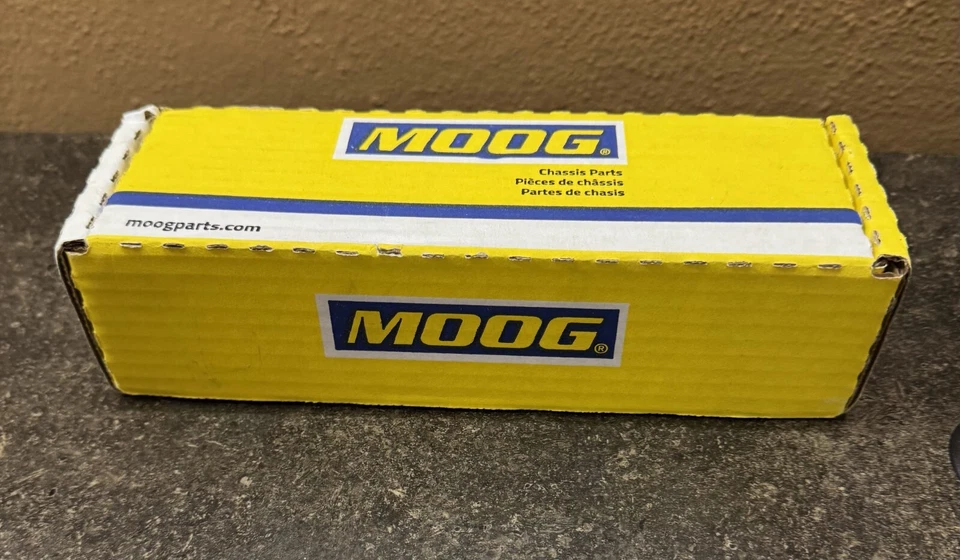 MOOG®
Chassis Parts
Pièces de châssis
Partes de chasis
moogparts.com
MOOG®